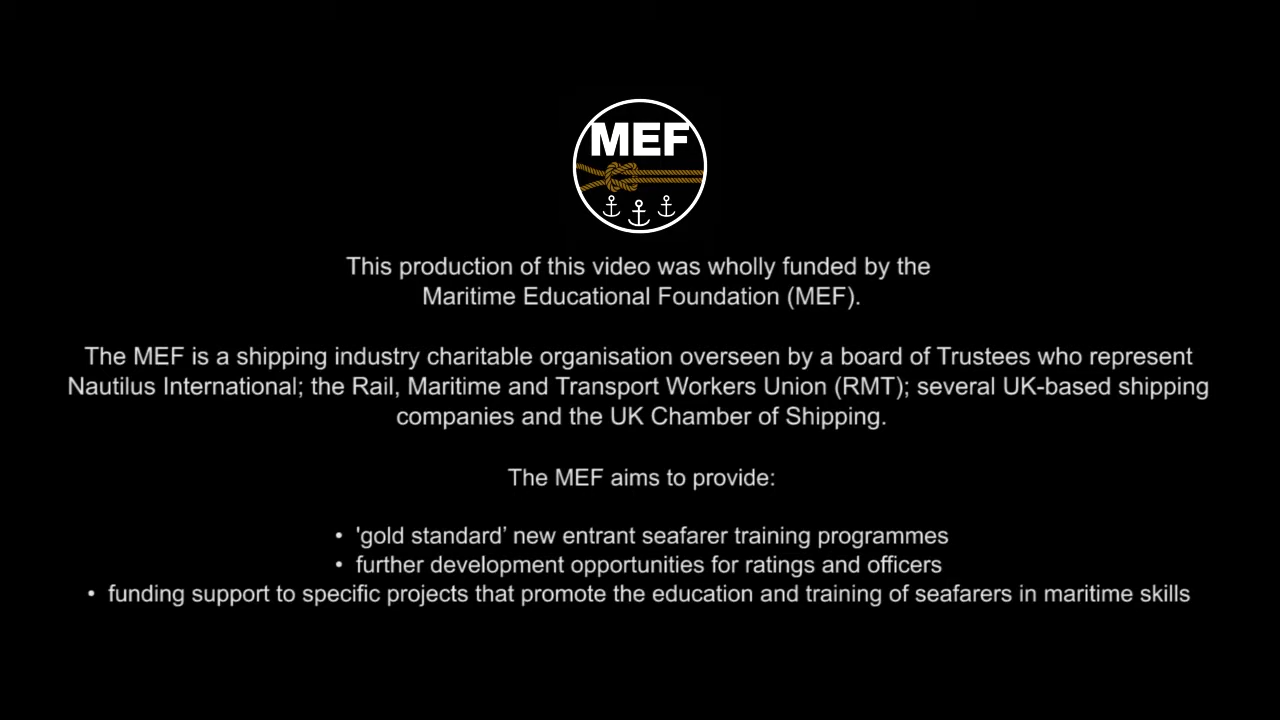 MEF
This production of this video was wholly funded by the
Maritime Educational Foundation (MEF).
The MEF is a shipping industry charitable organisation overseen by a board of Trustees who represent
Nautilus International; the Rail, Maritime and Transport Workers Union (RMT); several UK-based shipping
companies and the UK Chamber of Shipping.
The MEF aims to provide:
• 'gold standard’ new entrant seafarer training programmes
• further development opportunities for ratings and officers
• funding support to specific projects that promote the education and training of seafarers in maritime skills